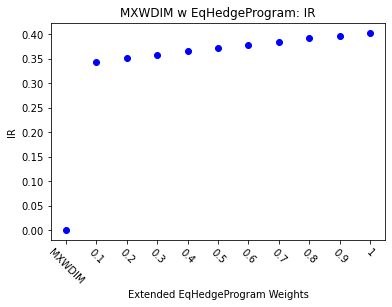 MXWDIM w EqHedgeProgram: IR
0.40
0.35
0.30
0.25
0.20
0.15
0.10
0.05
0.00
IR
MXWDIM 0.1 0.2 0.3 0.4 0.5 0.6 0.7 0.8 0.9 1
Extended EqHedgeProgram Weights